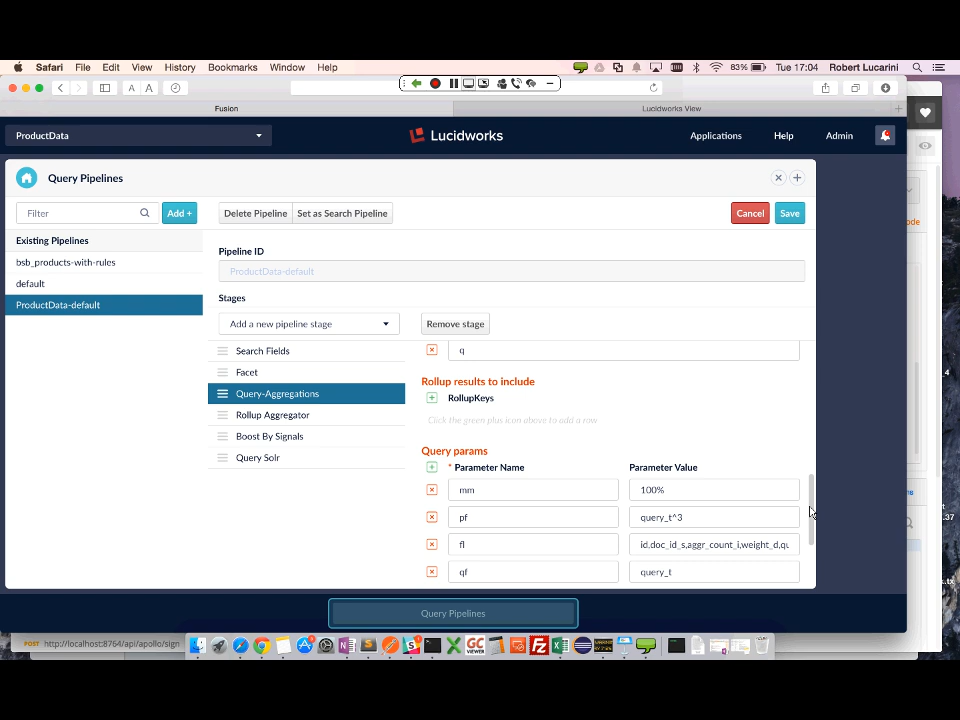 Safari File Edit View History Bookmarks Window Help 83% Tue 17:04 Robert Lucarini
A A
Fusion Lucidworks View
ProductData Lucidworks Applications Help Admin
Query Pipelines
Filter Add + Delete Pipeline Set as Search Pipeline Cancel Save
Existing Pipelines
bsb_products-with-rules
default
ProductData-default
Pipeline ID
ProductData-default
Stages
Add a new pipeline stage Remove stage
Search Fields
Facet
Query-Aggregations
Rollup Aggregator
Boost By Signals
Query Solr
q
Rollup results to include
RollupKeys
Click the green plus icon above to add a row
Query params
* Parameter Name Parameter Value
mm 100%
pf query_t^3
fl id,doc_id_s,aggr_count_i,weight_d,qu
qf query_t
Query Pipelines
POST http://localhost:8764/api/apollo/sign